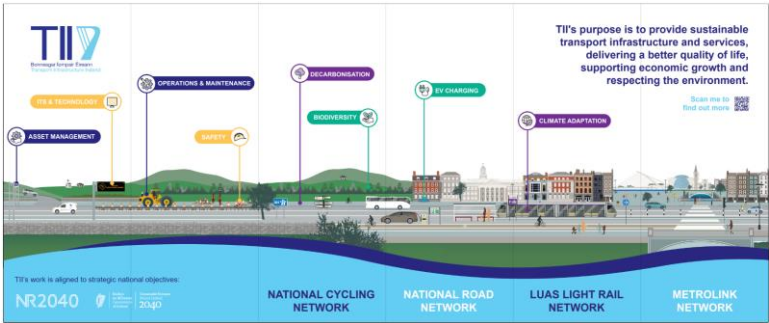 TII
Bonneagar Iompair Éireann
Transport Infrastructure Ireland
TII's purpose is to provide sustainable
transport infrastructure and services,
delivering a better quality of life,
supporting economic growth and
respecting the environment.
Scan me to
find out more
DECARBONISATION
OPERATIONS & MAINTENANCE
EV CHARGING
ITS & TECHNOLOGY
BIODIVERSITY
CLIMATE ADAPTATION
ASSET MANAGEMENT
SAFETY
TII's work is aligned to strategic national objectives:
NR2040
2040
NATIONAL CYCLING
NETWORK
NATIONAL ROAD
NETWORK
LUAS LIGHT RAIL
NETWORK
METROLINK
NETWORK